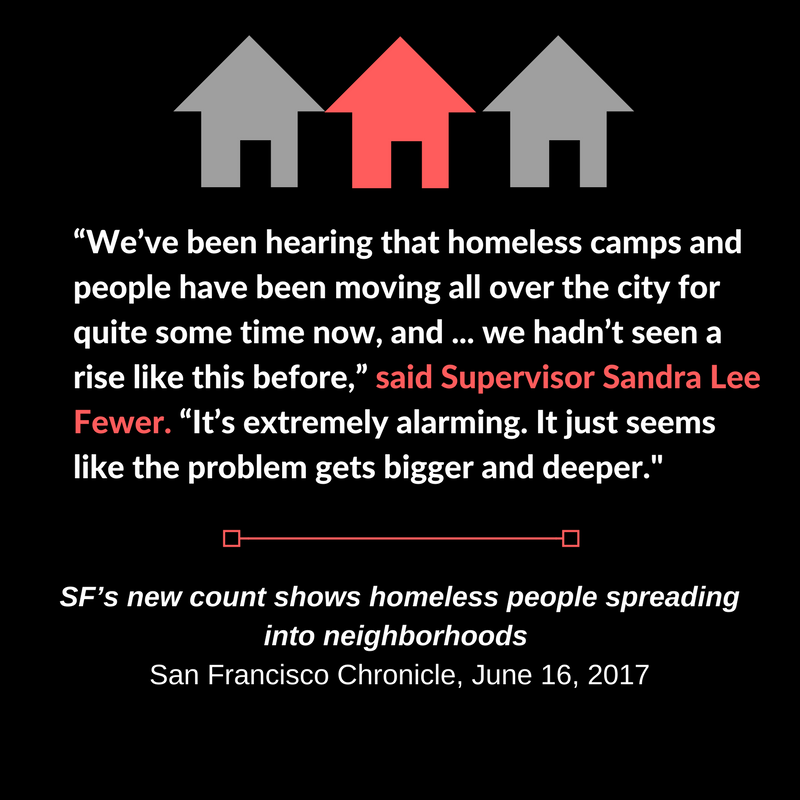 “We’ve been hearing that homeless camps and
people have been moving all over the city for
quite some time now, and ... we hadn’t seen a
rise like this before,” said Supervisor Sandra Lee
Fewer. “It’s extremely alarming. It just seems
like the problem gets bigger and deeper."
SF’s new count shows homeless people spreading
into neighborhoods
San Francisco Chronicle, June 16, 2017